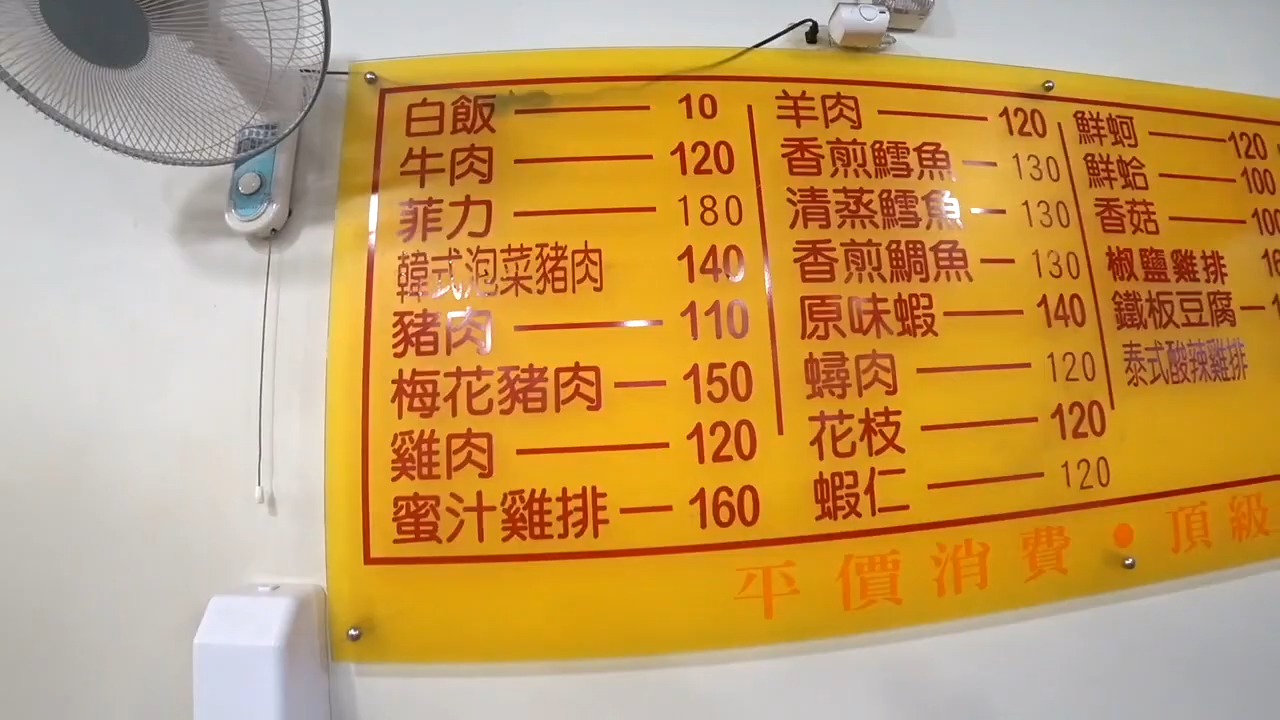 白飯 10
牛肉 120
菲力 180
韓式泡菜豬肉 140
豬肉 110
梅花豬肉 150
雞肉 120
蜜汁雞排 160
羊肉 120
香煎鱈魚 130
清蒸鱈魚 130
香煎鯛魚 130
原味蝦 140
蟳肉 120
花枝 120
蝦仁 120
鮮蚵 120
鮮蛤 100
香菇 100
椒鹽雞排
鐵板豆腐
泰式酸辣雞排
平價消費·頂級